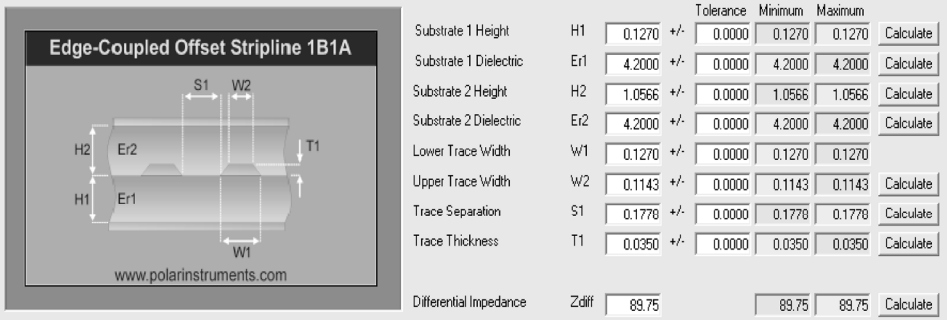 Edge-Coupled Offset Stripline 1B1A
S1 W2
H2 Er2 T1
H1 Er1
W1
www.polarinstruments.com
Tolerance Minimum Maximum
Substrate 1 Height H1 0.1270 +/- 0.0000 0.1270 0.1270 Calculate
Substrate 1 Dielectric Er1 4.2000 +/- 0.0000 4.2000 4.2000 Calculate
Substrate 2 Height H2 1.0566 +/- 0.0000 1.0566 1.0566 Calculate
Substrate 2 Dielectric Er2 4.2000 +/- 0.0000 4.2000 4.2000 Calculate
Lower Trace Width W1 0.1270 +/- 0.0000 0.1270 0.1270
Upper Trace Width W2 0.1143 +/- 0.0000 0.1143 0.1143 Calculate
Trace Separation S1 0.1778 +/- 0.0000 0.1778 0.1778 Calculate
Trace Thickness T1 0.0350 +/- 0.0000 0.0350 0.0350 Calculate
Differential Impedance Zdiff 89.75 89.75 89.75 Calculate